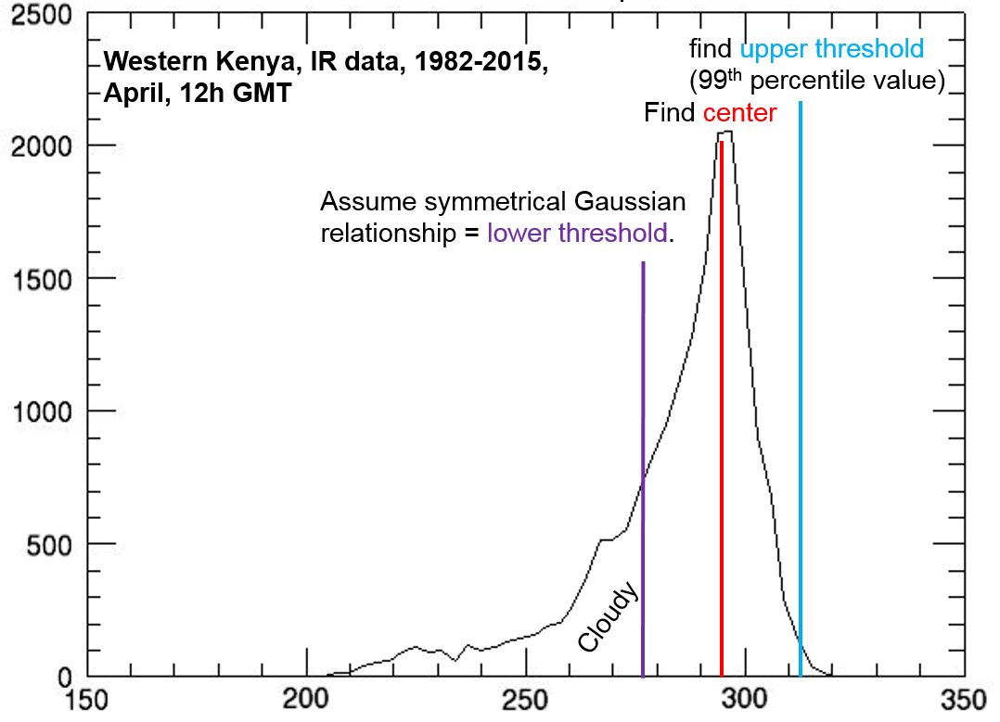 2500
Western Kenya, IR data, 1982-2015,
April, 12h GMT
find upper threshold
(99th percentile value)
Find center
2000
Assume symmetrical Gaussian
relationship = lower threshold.
1500
1000
500
Cloudy
0
150 200 250 300 350